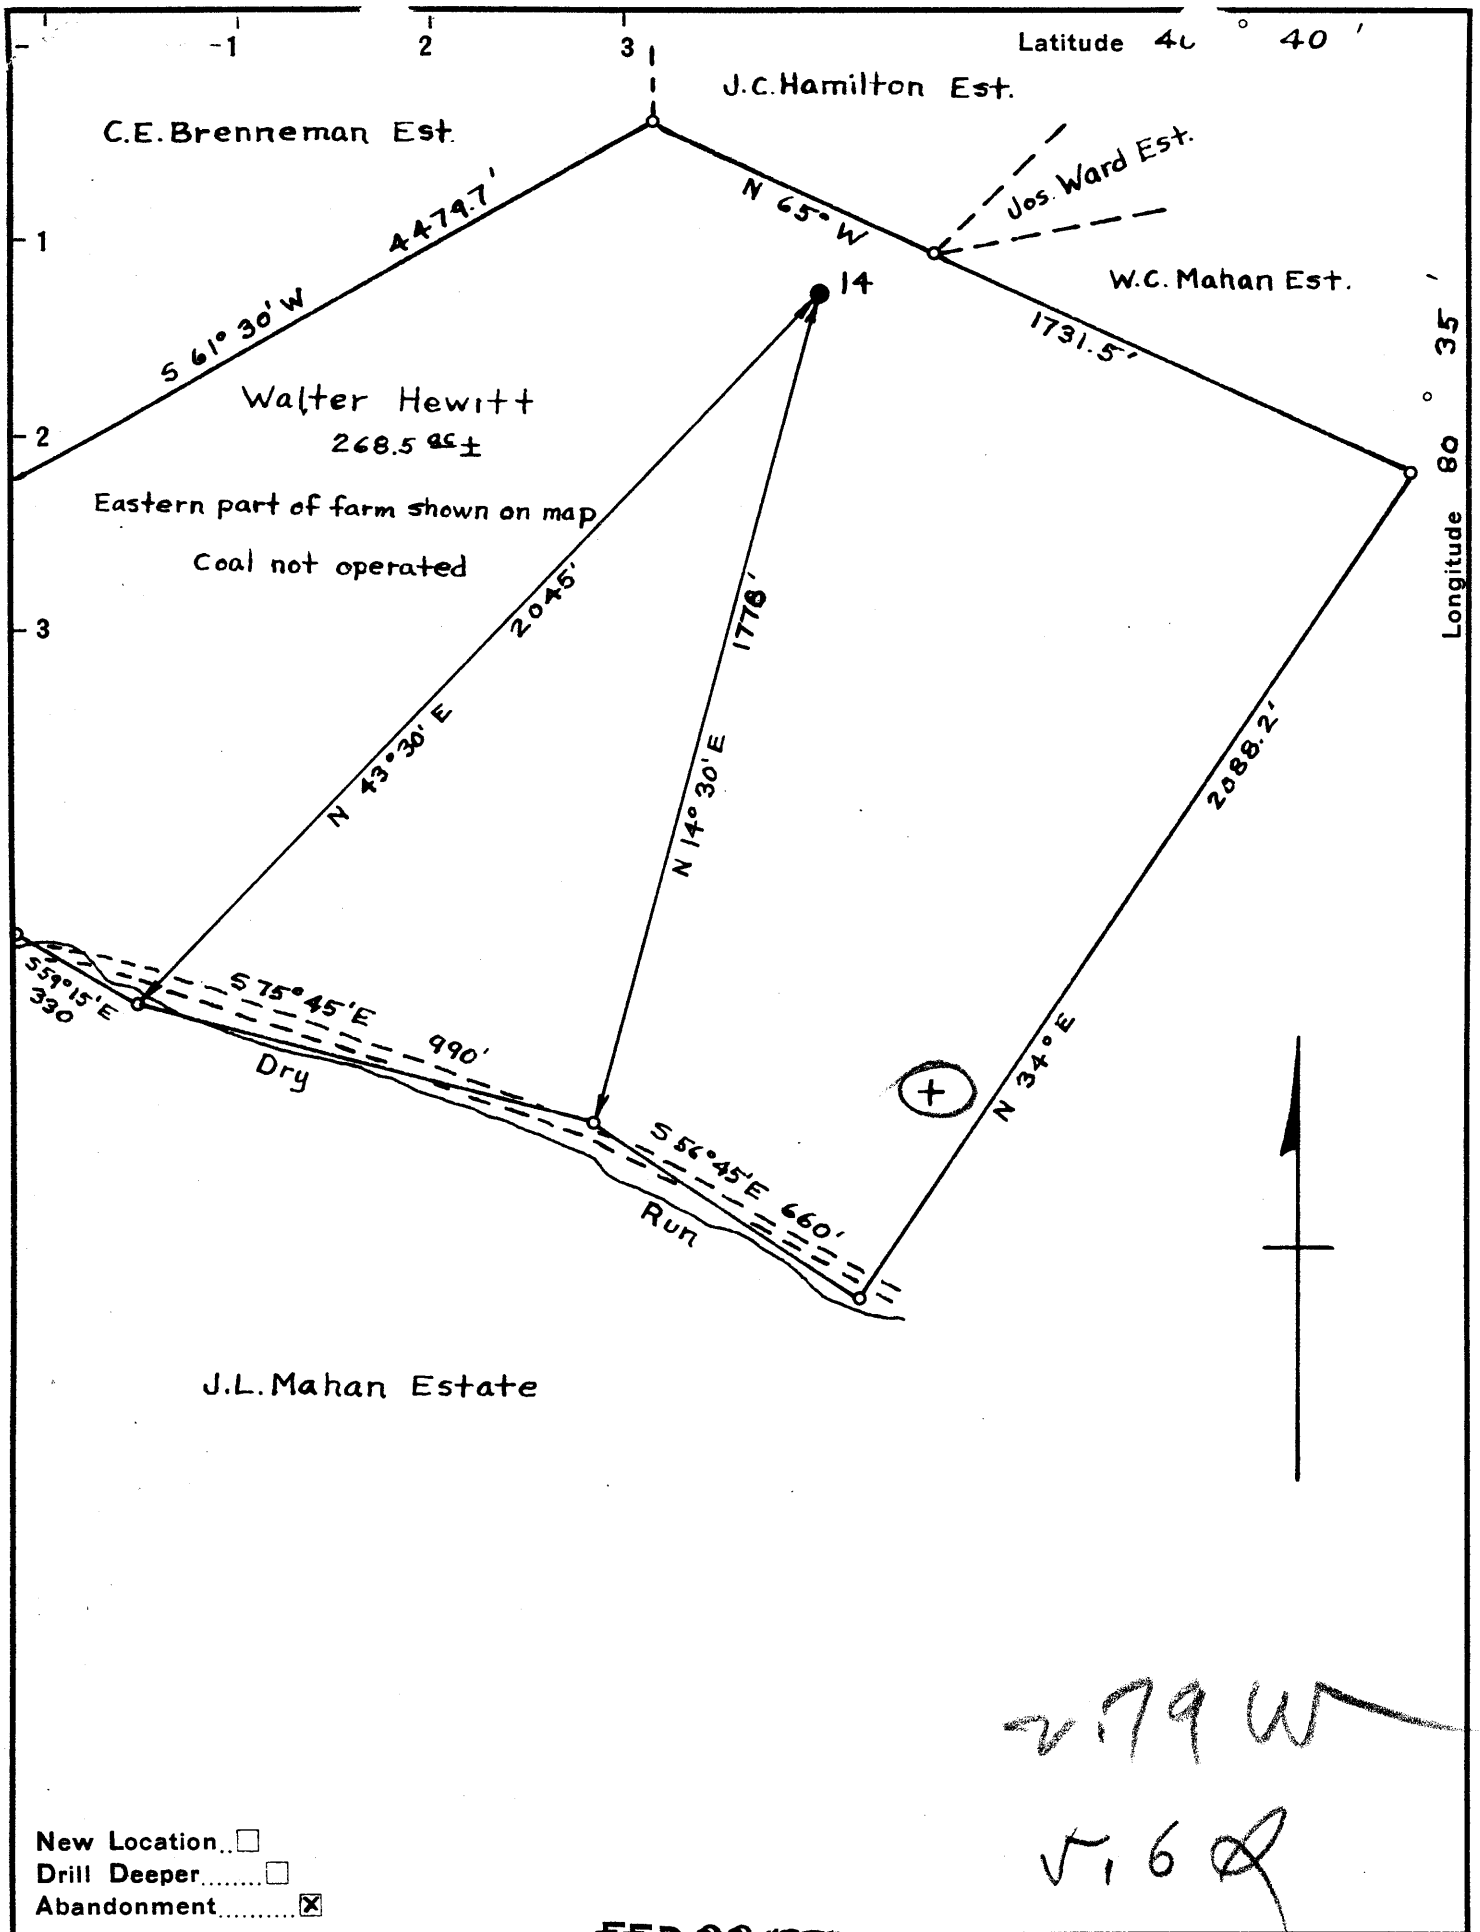 -1 2 3 Latitude ° 40 '
J.C. Hamilton Est.
C.E. Brenneman Est.
Jos. Ward Est.
4479.7'
N 65° W
1
W.C. Mahan Est.
14
S 61° 30' W
1731.5'
Longitude 80 ° 35 '
Walter Hewitt
2
268.5 ac ±
Eastern part of farm shown on map
Coal not operated
2045'
3
N 43° 30' E
N 14° 30' E
2088.2'
S 59° 15' E
330
S 75° 45' E
990'
Dry
N 34° E
S 56° 45' E 660'
Run
J.L. Mahan Estate
2.79 W
New Location..☐
Drill Deeper........☐
Abandonment..........☒